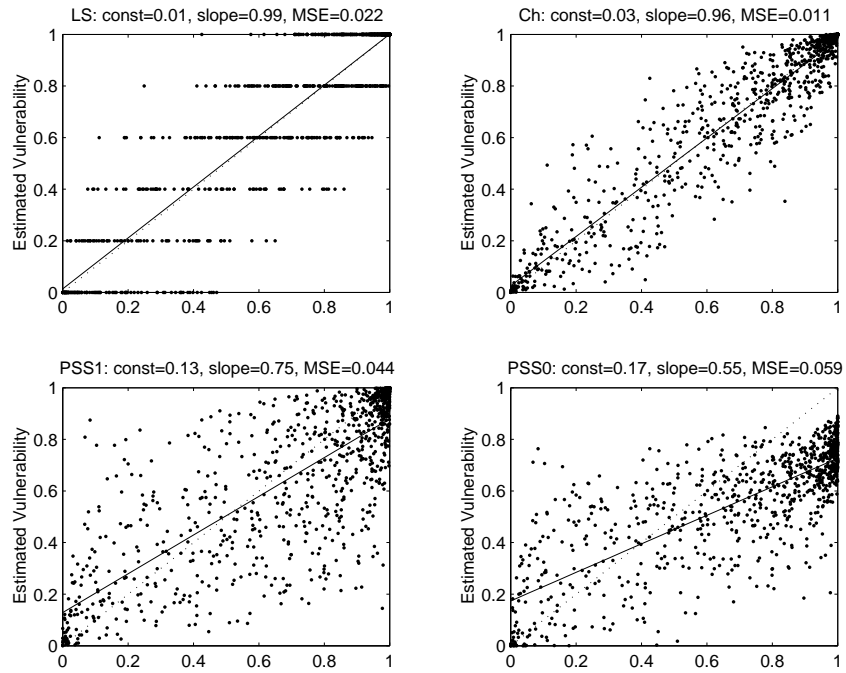 LS: const=0.01, slope=0.99, MSE=0.022
Estimated Vulnerability
1
0.8
0.6
0.4
0.2
0
0 0.2 0.4 0.6 0.8 1
Ch: const=0.03, slope=0.96, MSE=0.011
Estimated Vulnerability
1
0.8
0.6
0.4
0.2
0
0 0.2 0.4 0.6 0.8 1
PSS1: const=0.13, slope=0.75, MSE=0.044
Estimated Vulnerability
1
0.8
0.6
0.4
0.2
0
0 0.2 0.4 0.6 0.8 1
PSS0: const=0.17, slope=0.55, MSE=0.059
Estimated Vulnerability
1
0.8
0.6
0.4
0.2
0
0 0.2 0.4 0.6 0.8 1